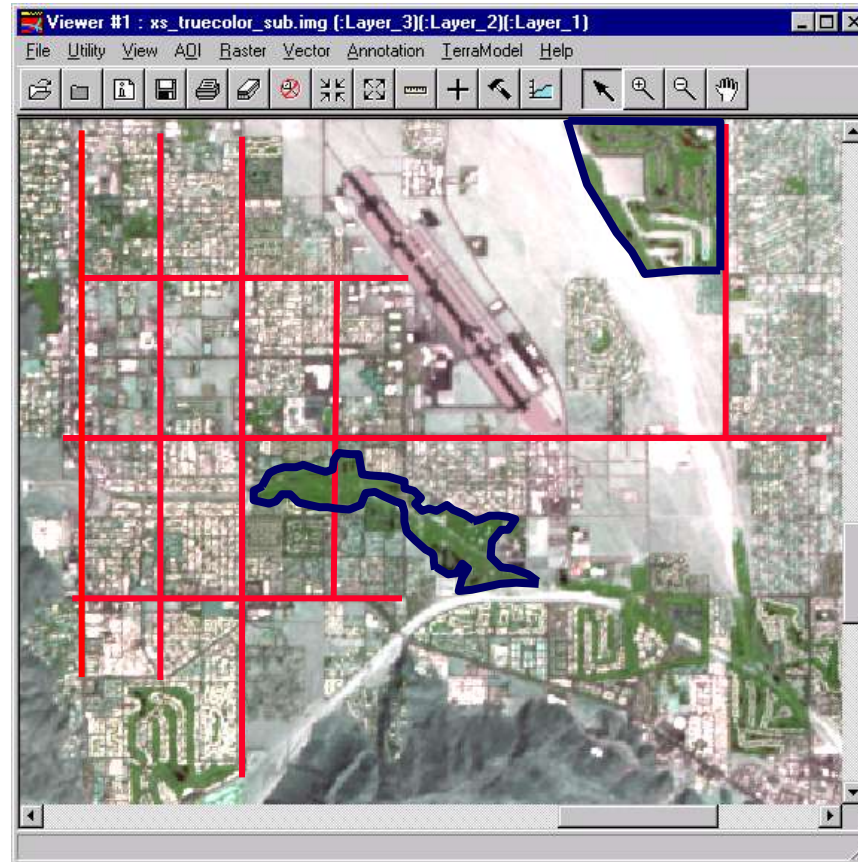 Viewer #1 : xs_truecolor_sub.img (:Layer_3)(:Layer_2)(:Layer_1)
File Utility View AOI Raster Vector Annotation TerraModel Help